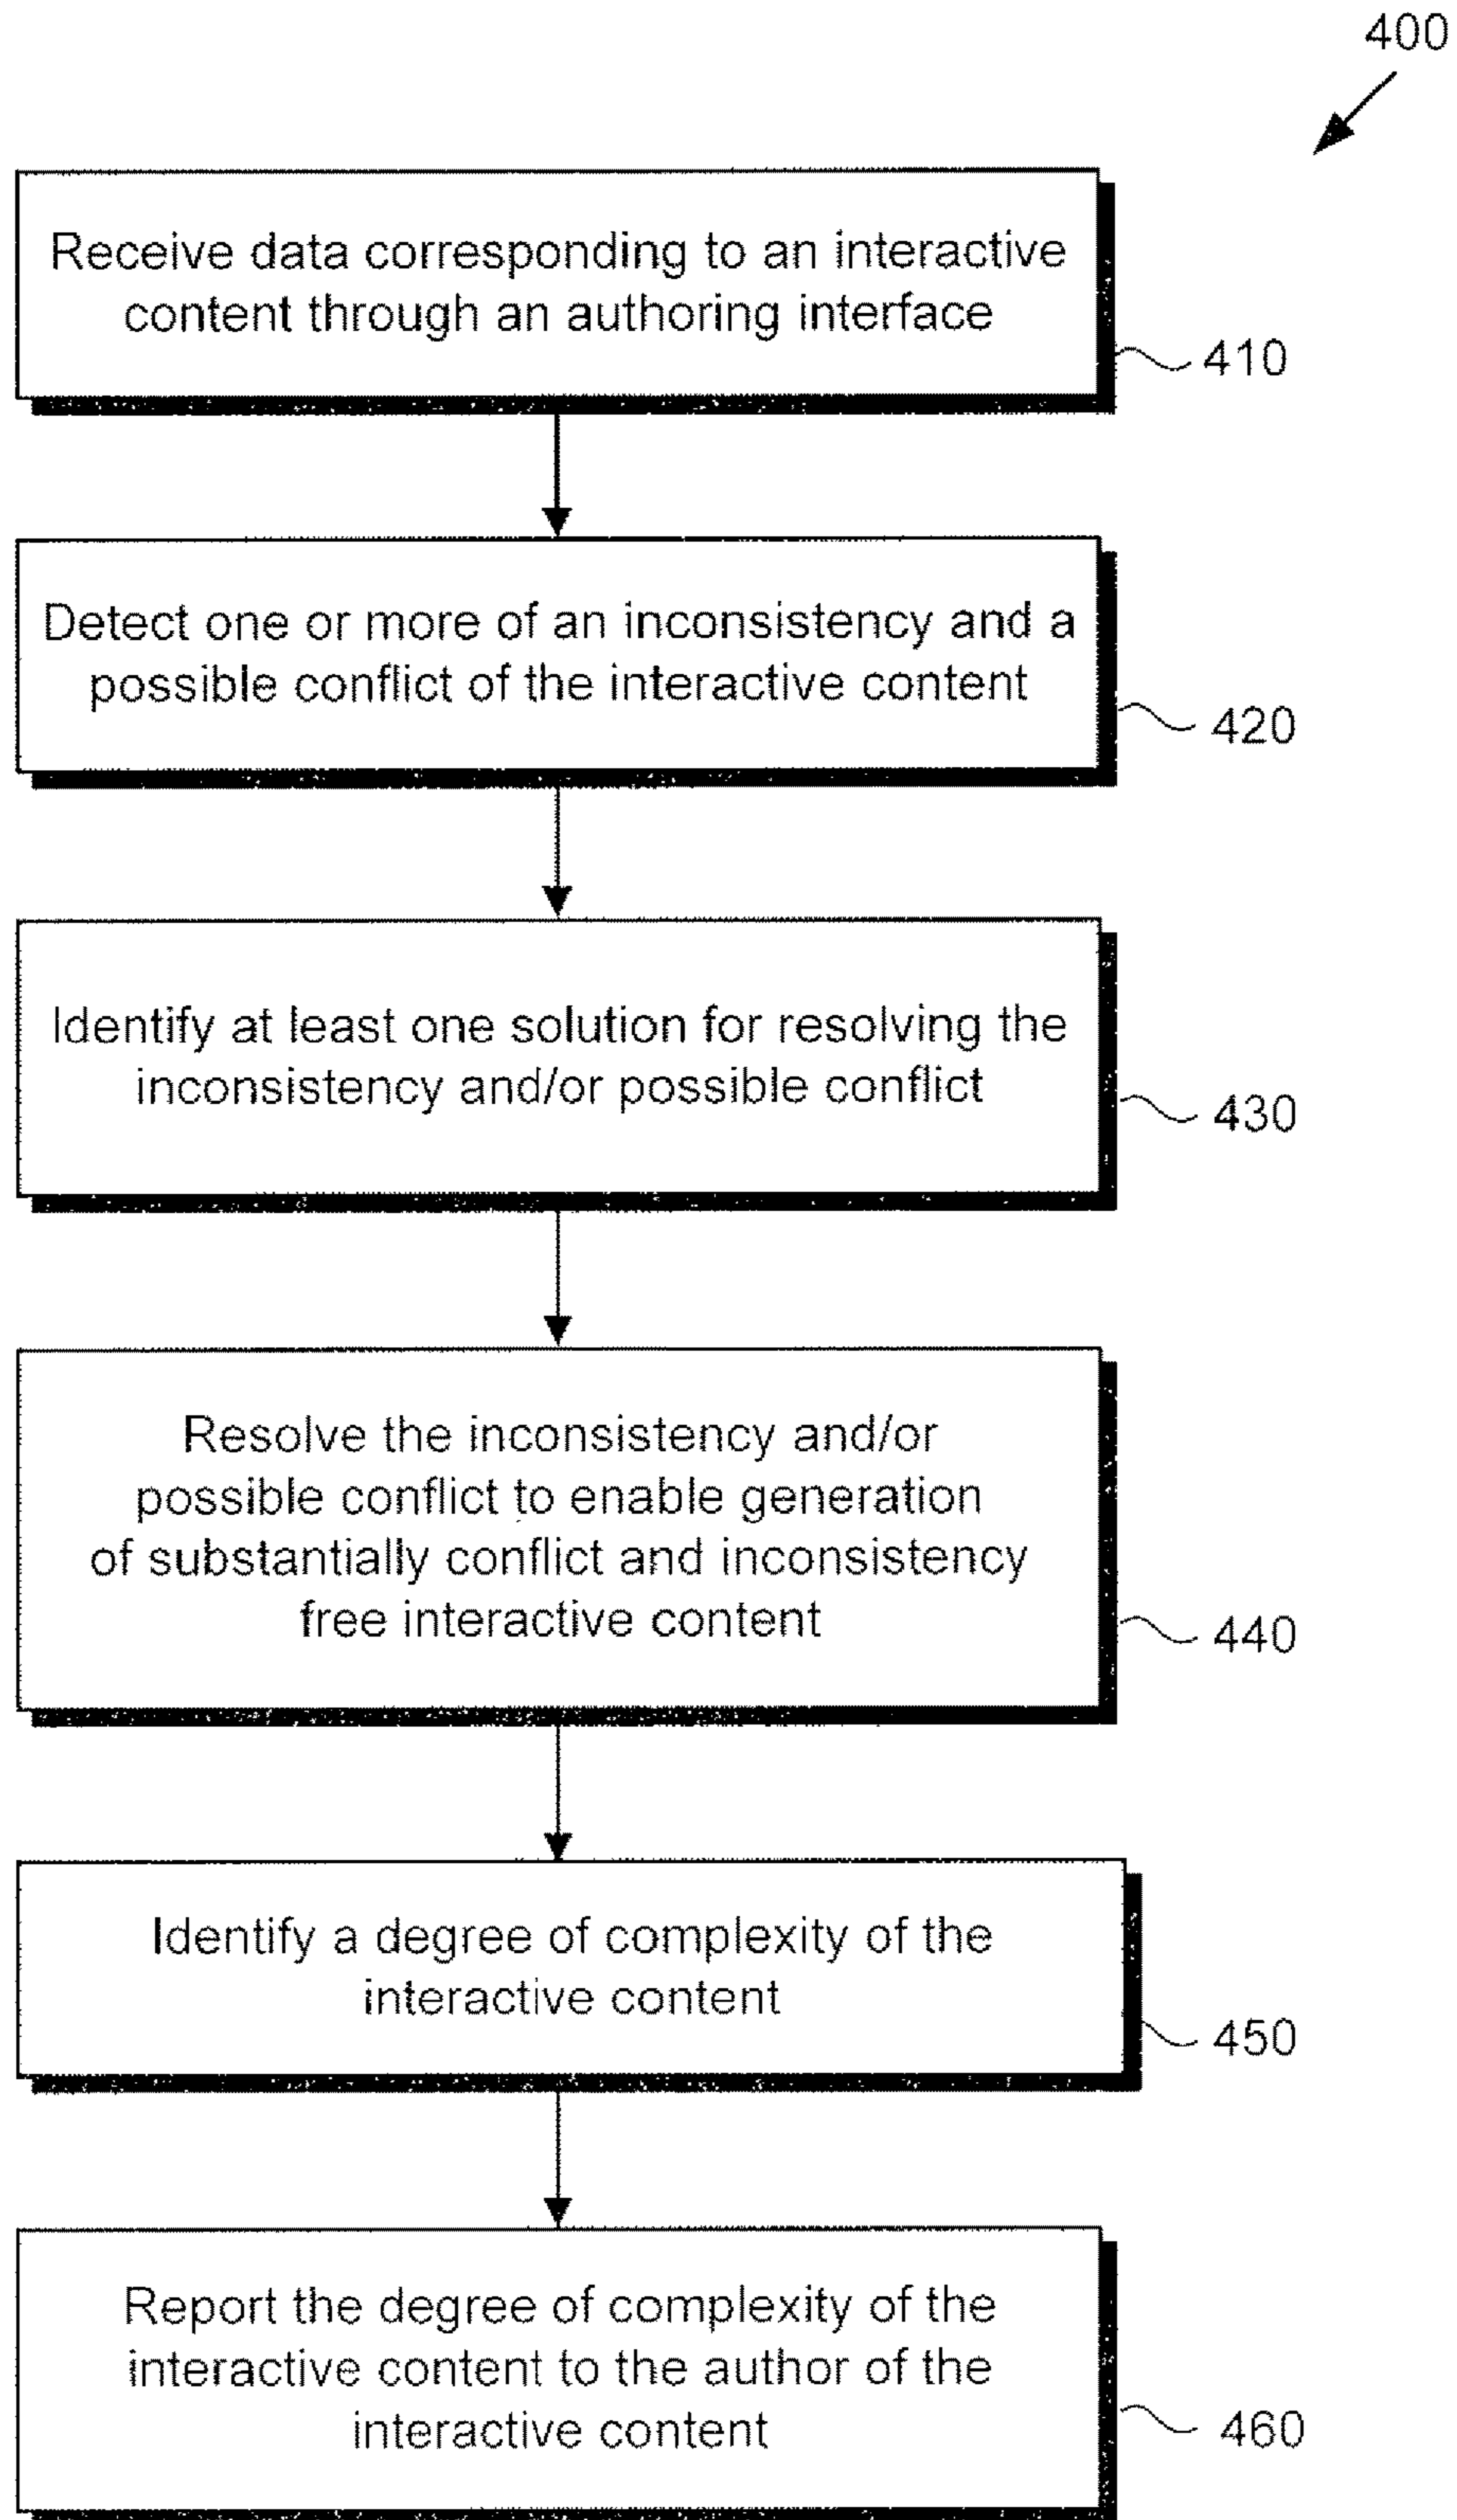 400
Receive data corresponding to an interactive
content through an authoring interface
410
Detect one or more of an inconsistency and a
possible conflict of the interactive content
420
Identify at least one solution for resolving the
inconsistency and/or possible conflict
430
Resolve the inconsistency and/or
possible conflict to enable generation
of substantially conflict and inconsistency
free interactive content
440
Identify a degree of complexity of the
interactive content
450
Report the degree of complexity of the
interactive content to the author of the
interactive content
460